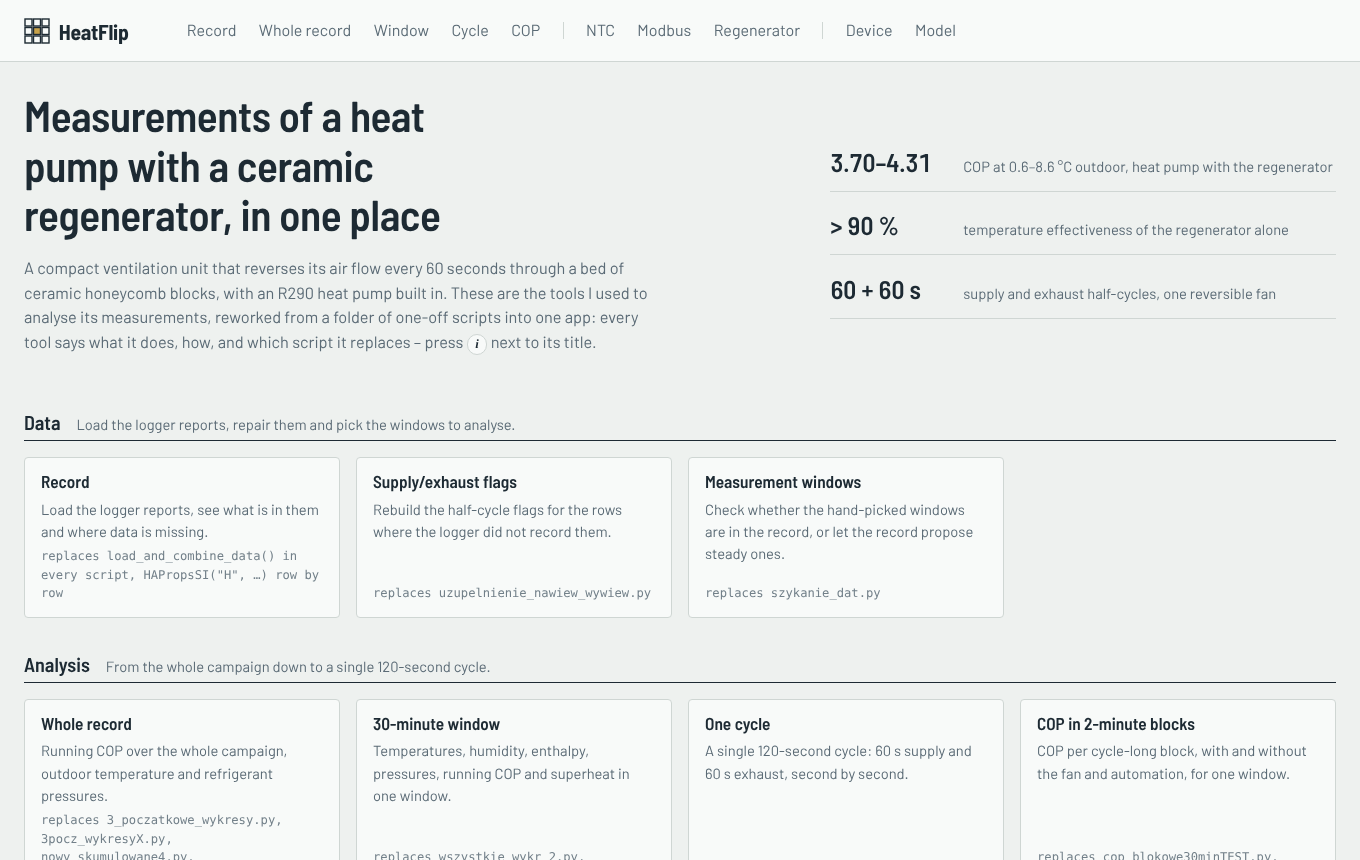 HeatFlip
Record Whole record Window Cycle COP NTC Modbus Regenerator Device Model
Measurements of a heat
pump with a ceramic
regenerator, in one place
A compact ventilation unit that reverses its air flow every 60 seconds through a bed of
ceramic honeycomb blocks, with an R290 heat pump built in. These are the tools I used to
analyse its measurements, reworked from a folder of one-off scripts into one app: every
tool says what it does, how, and which script it replaces – press i next to its title.
3.70–4.31 COP at 0.6–8.6 °C outdoor, heat pump with the regenerator
> 90 % temperature effectiveness of the regenerator alone
60 + 60 s supply and exhaust half-cycles, one reversible fan
Data Load the logger reports, repair them and pick the windows to analyse.
Record
Load the logger reports, see what is in them
and where data is missing.
replaces load_and_combine_data() in
every script, HAPropsSI("H", …) row by
row
Supply/exhaust flags
Rebuild the half-cycle flags for the rows
where the logger did not record them.
replaces uzupelnienie_nawiew_wywiew.py
Measurement windows
Check whether the hand-picked windows
are in the record, or let the record propose
steady ones.
replaces szykanie_dat.py
Analysis From the whole campaign down to a single 120-second cycle.
Whole record
Running COP over the whole campaign,
outdoor temperature and refrigerant
pressures.
replaces 3_poczatkowe_wykresy.py,
3pocz_wykresyX.py,
nowy_skumulowane4.py,
30-minute window
Temperatures, humidity, enthalpy,
pressures, running COP and superheat in
one window.
replaces wszystkie_wykr_2.py,
One cycle
A single 120-second cycle: 60 s supply and
60 s exhaust, second by second.
COP in 2-minute blocks
COP per cycle-long block, with and without
the fan and automation, for one window.
replaces cop_blokowe30minTEST.py,